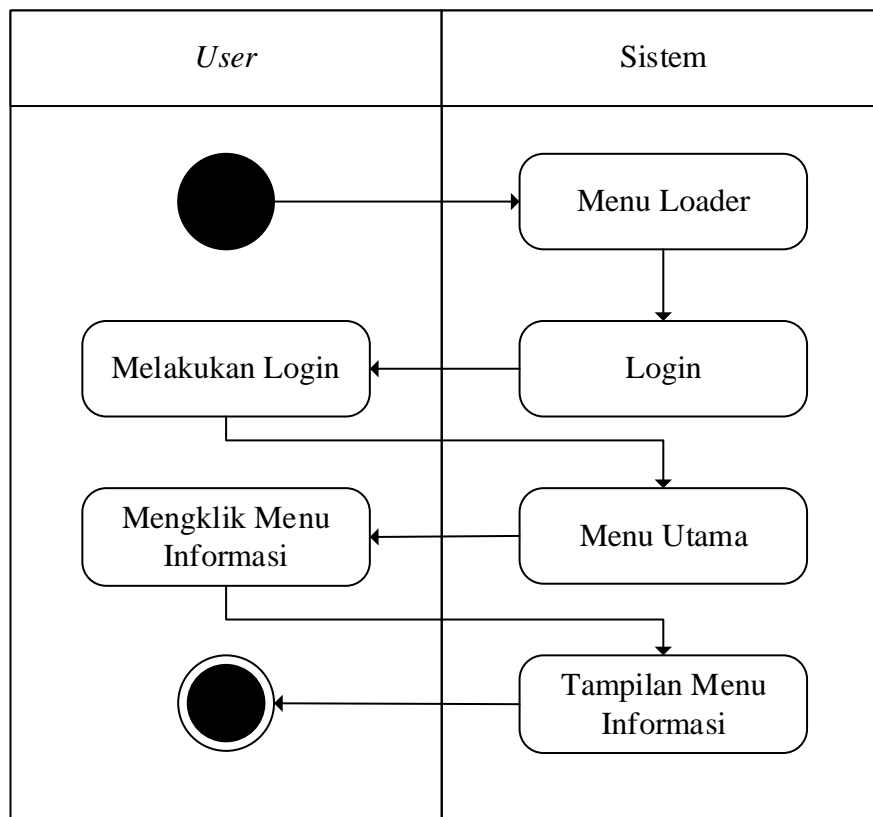 User
Sistem
Menu Loader
Melakukan Login
Login
Mengklik Menu
Informasi
Menu Utama
Tampilan Menu
Informasi